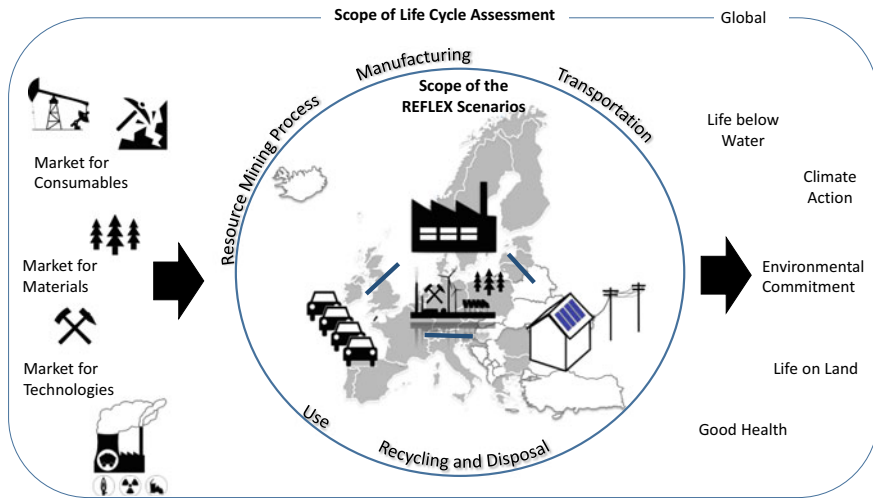 Scope of Life Cycle Assessment
Global
Manufacturing
Transportation
Resource Mining Process
Scope of the
REFLEX Scenarios
Market for
Consumables
Market for
Materials
Market for
Technologies
Life below
Water
Climate
Action
Environmental
Commitment
Life on Land
Good Health
Use
Recycling and Disposal